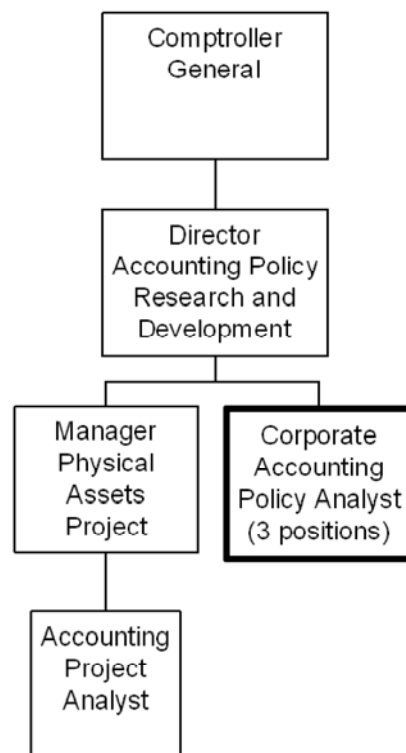 Comptroller
General
Director
Accounting Policy
Research and
Development
Manager
Physical
Assets
Project
Corporate
Accounting
Policy Analyst
(3 positions)
Accounting
Project
Analyst